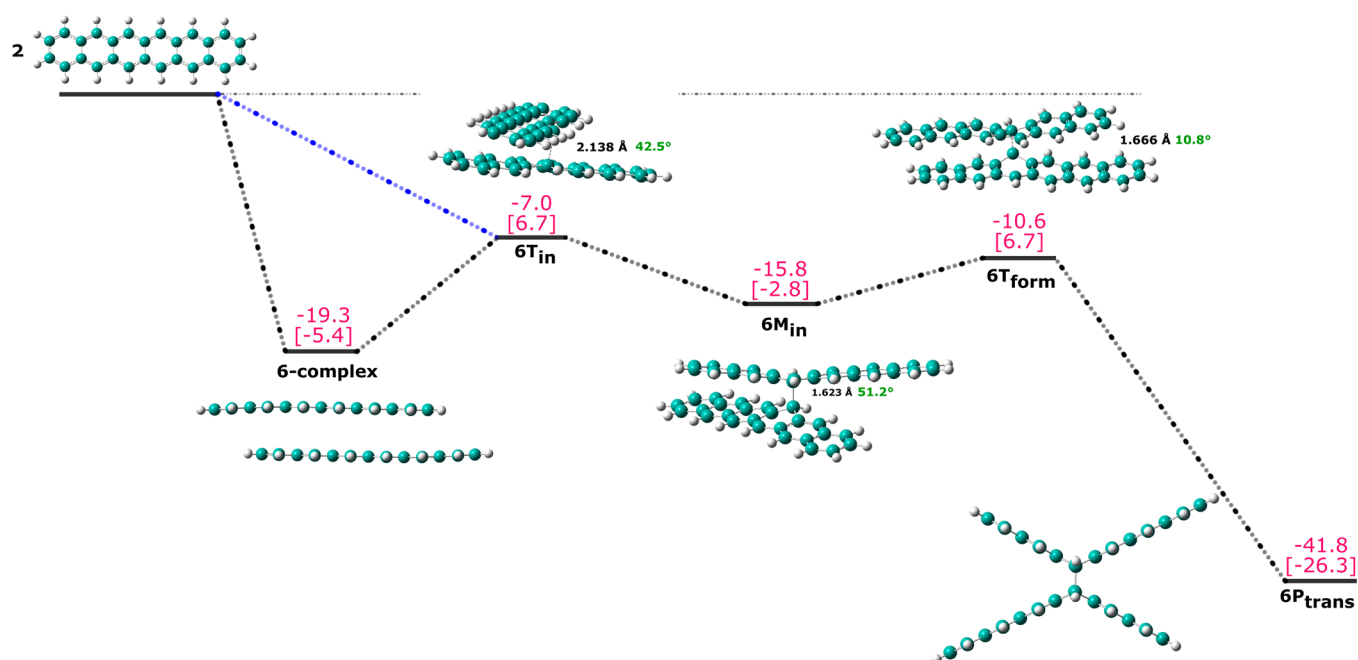 2
2.138 Å 42.5°
1.666 Å 10.8°
-7.0
[6.7]
6Tin
-10.6
[6.7]
6Tform
-15.8
[-2.8]
6Min
-19.3
[-5.4]
6-complex
1.623 Å 51.2°
-41.8
[-26.3]
6Ptrans